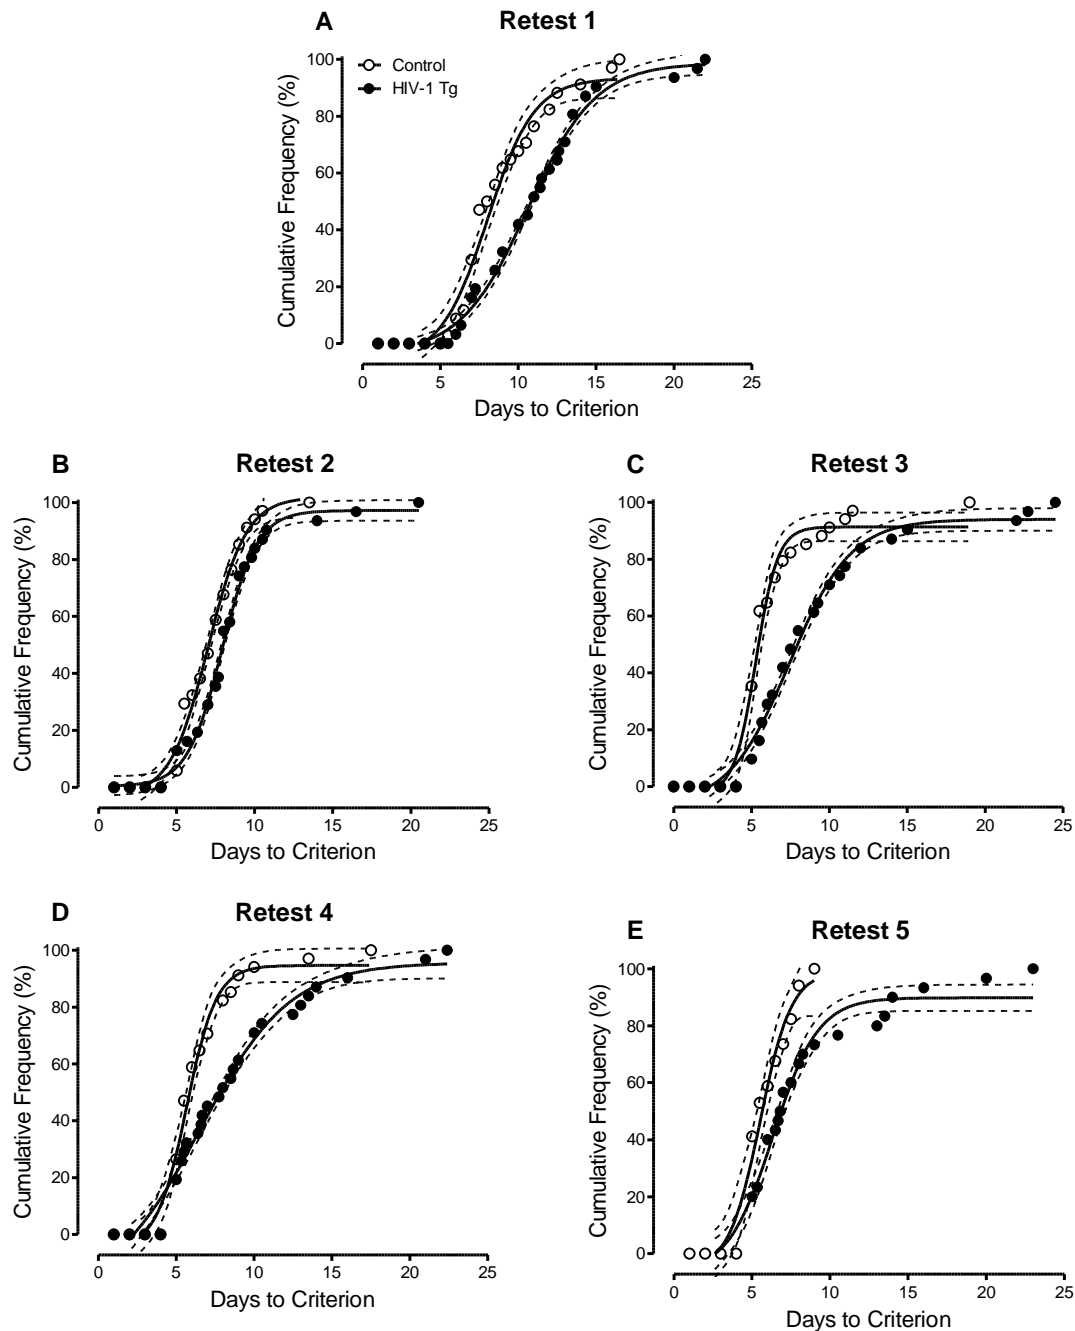 A
Retest 1
Cumulative Frequency (%)
100
80
60
40
20
0
Control
HIV-1 Tg
0 5 10 15 20 25
Days to Criterion
B
Retest 2
Cumulative Frequency (%)
100
80
60
40
20
0
0 5 10 15 20 25
Days to Criterion
C
Retest 3
Cumulative Frequency (%)
100
80
60
40
20
0
0 5 10 15 20 25
Days to Criterion
D
Retest 4
Cumulative Frequency (%)
100
80
60
40
20
0
0 5 10 15 20 25
Days to Criterion
E
Retest 5
Cumulative Frequency (%)
100
80
60
40
20
0
0 5 10 15 20 25
Days to Criterion